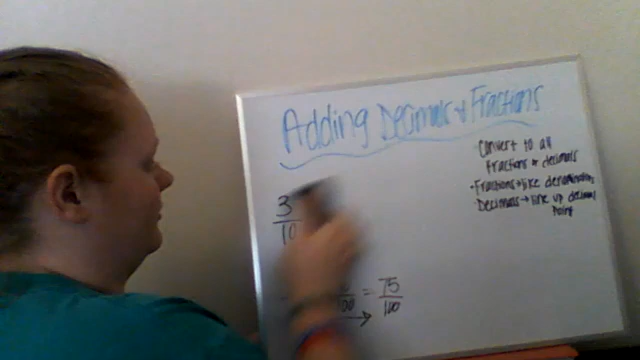 Adding Decimals & Fractions
Convert to all
fractions or decimals
• Fractions → like denominators
• Decimals → line up decimal
point
3
10
100 = 75
100